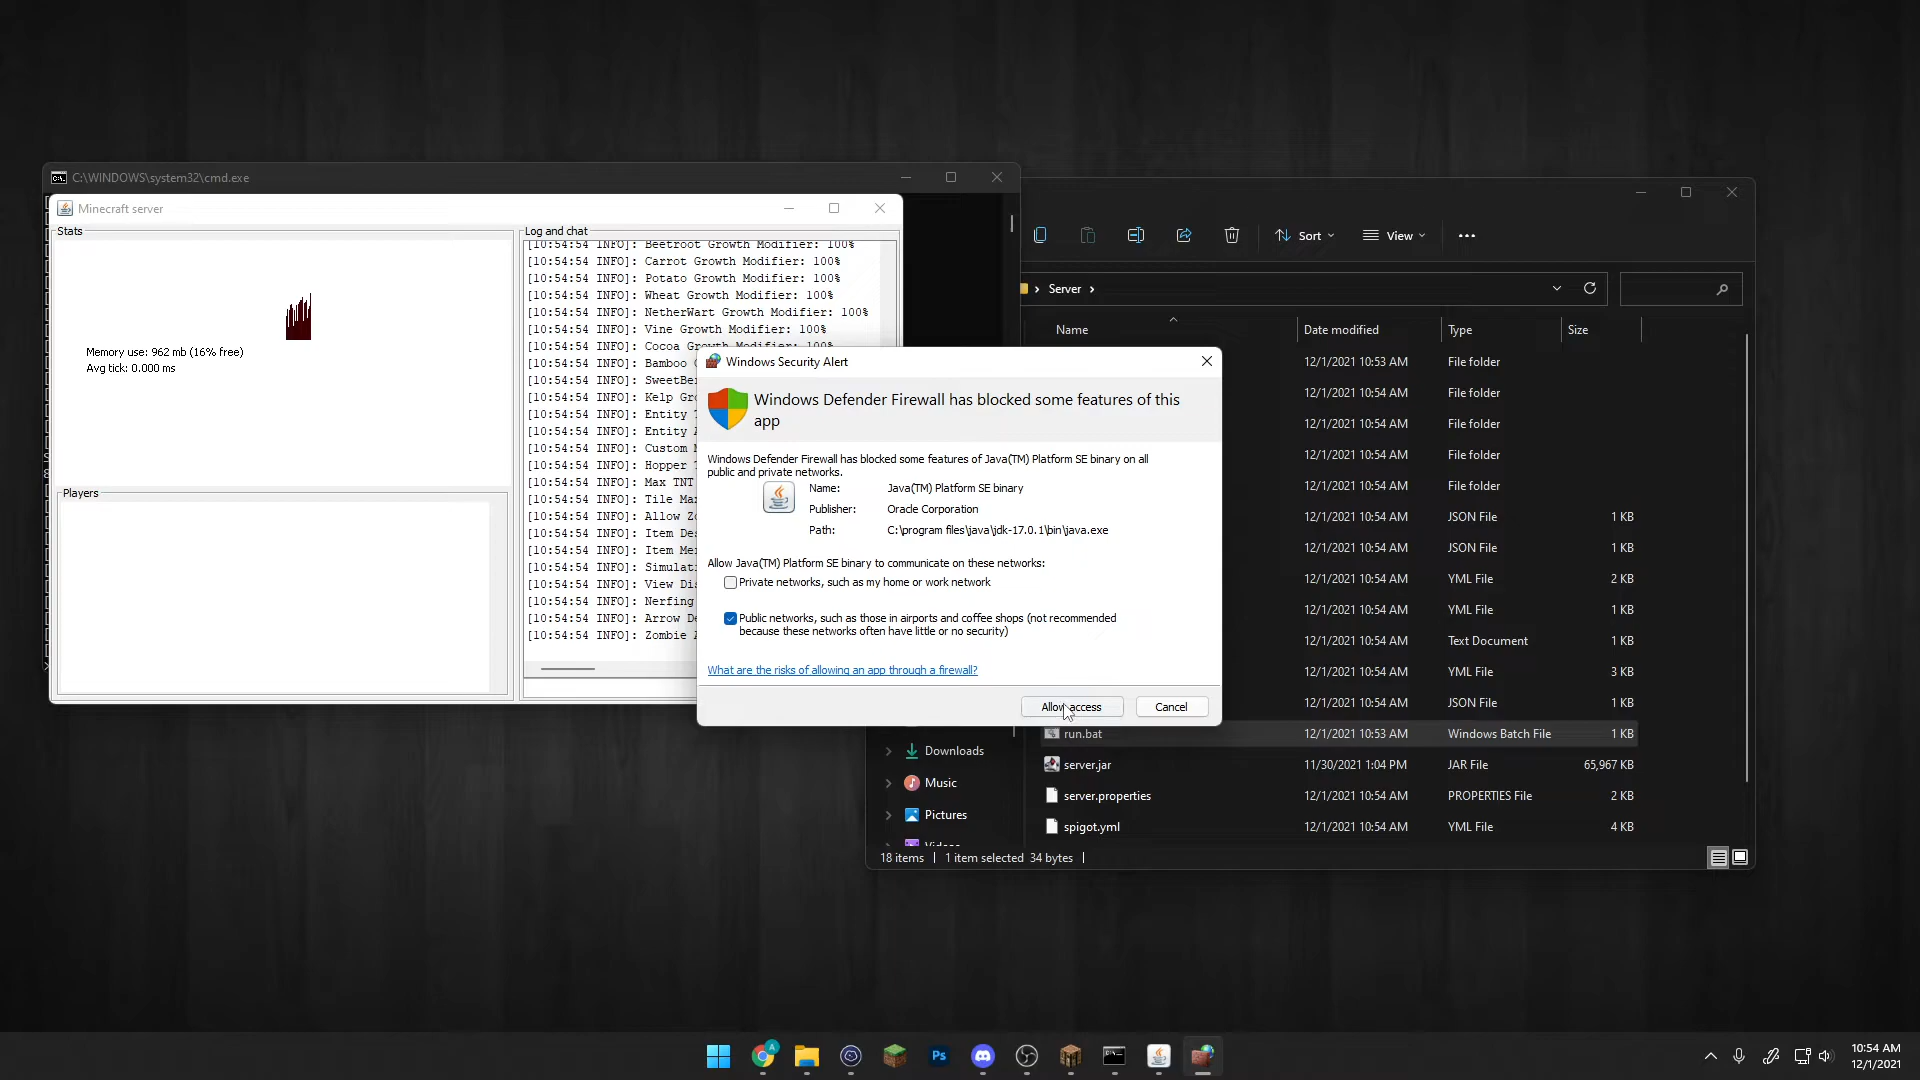 C:\WINDOWS\system32\cmd.exe
Minecraft server
Stats
Memory use: 962 mb (16% free)
Avg tick: 0.000 ms
Players
Log and chat
[10:54:54 INFO]: Beetroot Growth Modifier: 100%
[10:54:54 INFO]: Carrot Growth Modifier: 100%
[10:54:54 INFO]: Potato Growth Modifier: 100%
[10:54:54 INFO]: Wheat Growth Modifier: 100%
[10:54:54 INFO]: NetherWart Growth Modifier: 100%
[10:54:54 INFO]: Vine Growth Modifier: 100%
[10:54:54 INFO]: Cocoa Growth Modifier: 100%
[10:54:54 INFO]: Bamboo
[10:54:54 INFO]: SweetBe
[10:54:54 INFO]: Kelp Gro
[10:54:54 INFO]: Entity
[10:54:54 INFO]: Entity
[10:54:54 INFO]: Custom
[10:54:54 INFO]: Hopper
[10:54:54 INFO]: Max TNT
[10:54:54 INFO]: Tile Ma
[10:54:54 INFO]: Allow Zo
[10:54:54 INFO]: Item Des
[10:54:54 INFO]: Item Me
[10:54:54 INFO]: Simulati
[10:54:54 INFO]: View Dis
[10:54:54 INFO]: Nerfing
[10:54:54 INFO]: Arrow De
[10:54:54 INFO]: Zombie
Windows Security Alert
Windows Defender Firewall has blocked some features of this
app
Windows Defender Firewall has blocked some features of Java(TM) Platform SE binary on all
public and private networks.
Name: Java(TM) Platform SE binary
Publisher: Oracle Corporation
Path: C:\program files\java\jdk-17.0.1\bin\java.exe
Allow Java(TM) Platform SE binary to communicate on these networks:
Private networks, such as my home or work network
Public networks, such as those in airports and coffee shops (not recommended
because these networks often have little or no security)
What are the risks of allowing an app through a firewall?
Allow access Cancel
Sort View
Server
Name Date modified Type Size
12/1/2021 10:53 AM File folder
12/1/2021 10:54 AM File folder
12/1/2021 10:54 AM File folder
12/1/2021 10:54 AM File folder
12/1/2021 10:54 AM File folder
12/1/2021 10:54 AM JSON File 1 KB
12/1/2021 10:54 AM JSON File 1 KB
12/1/2021 10:54 AM YML File 2 KB
12/1/2021 10:54 AM YML File 1 KB
12/1/2021 10:54 AM Text Document 1 KB
12/1/2021 10:54 AM YML File 3 KB
12/1/2021 10:54 AM JSON File 1 KB
run.bat 12/1/2021 10:53 AM Windows Batch File 1 KB
server.jar 11/30/2021 1:04 PM JAR File 65,967 KB
server.properties 12/1/2021 10:54 AM PROPERTIES File 2 KB
spigot.yml 12/1/2021 10:54 AM YML File 4 KB
Downloads
Music
Pictures
Videos
18 items 1 item selected 34 bytes
Ps
10:54 AM
12/1/2021